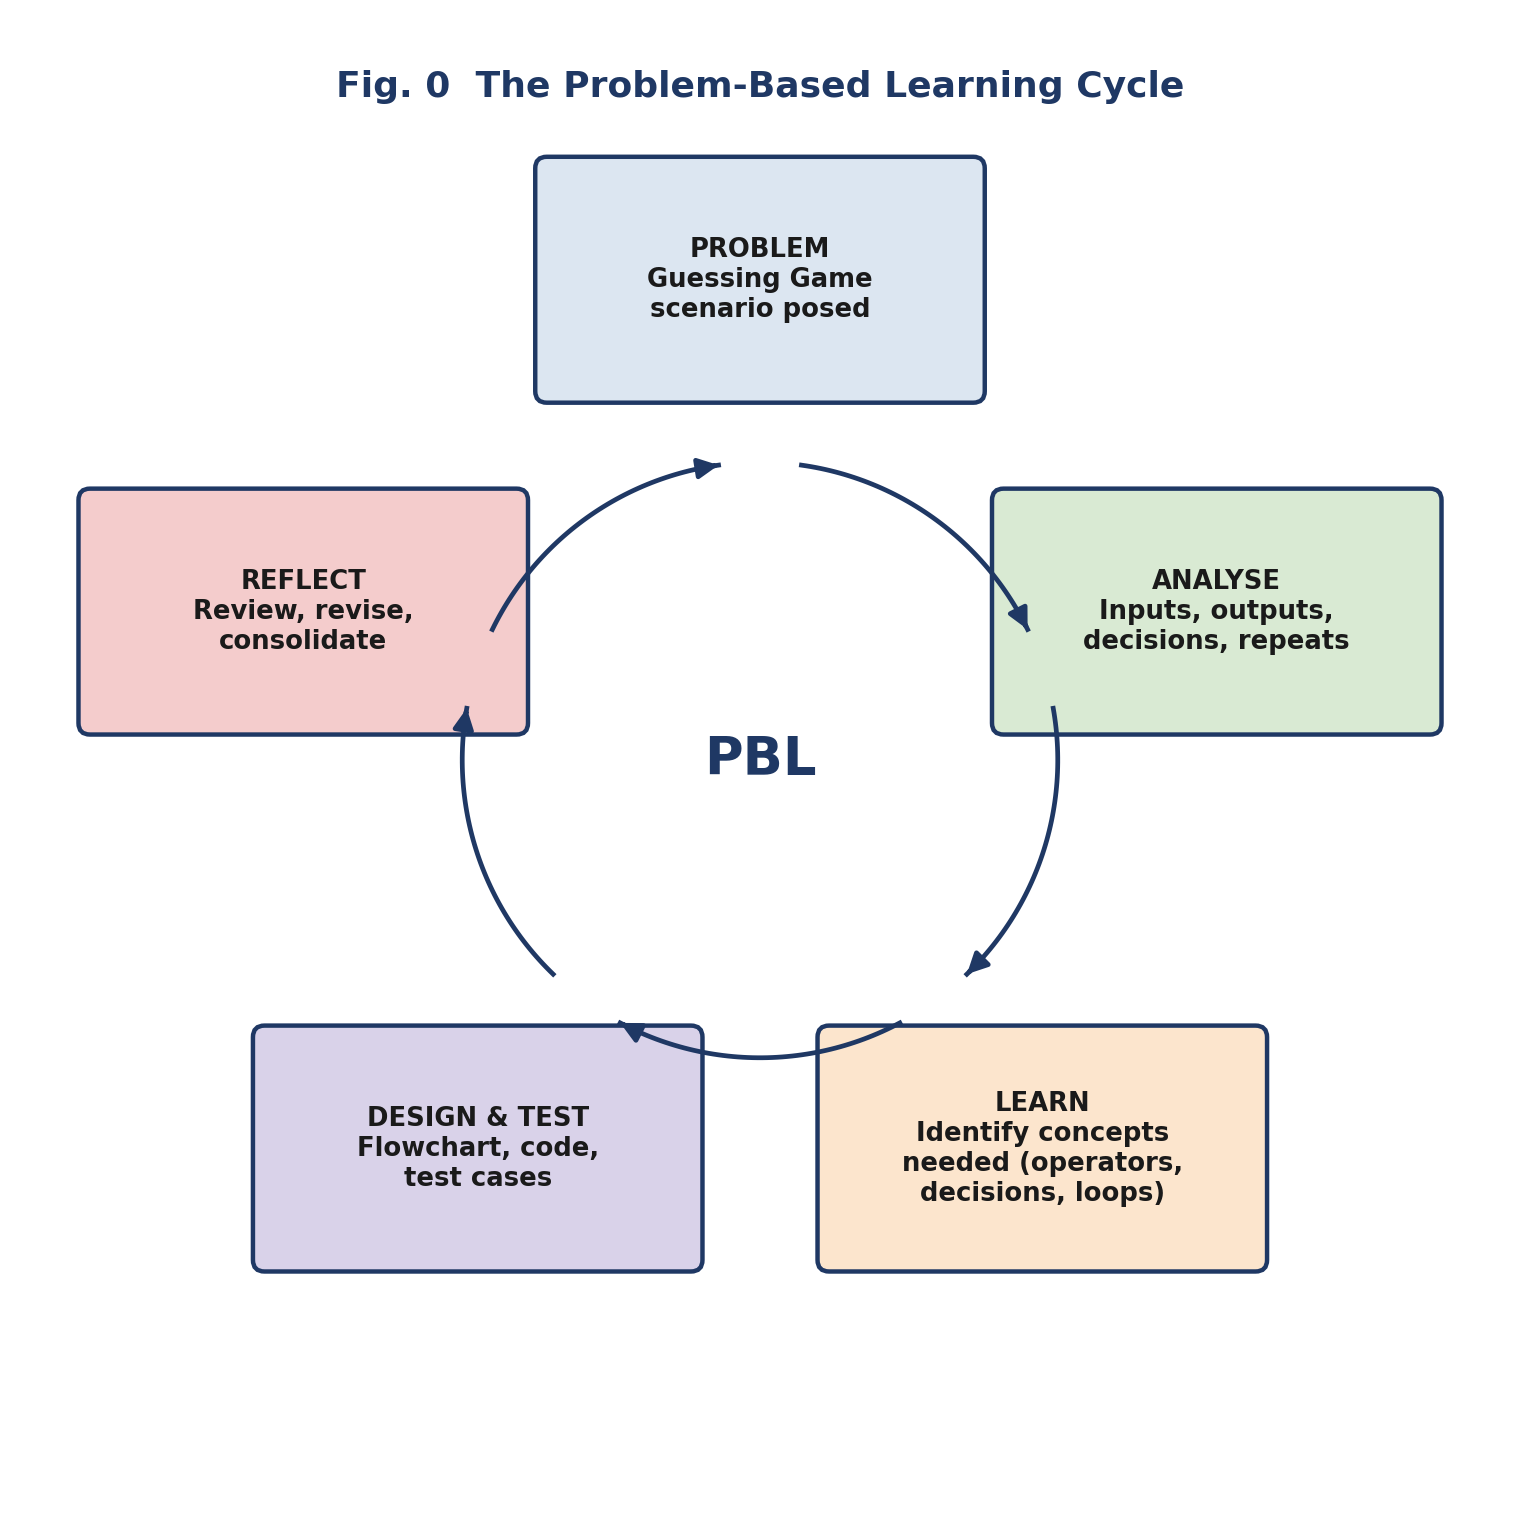 Fig. 0  The Problem-Based Learning Cycle
PROBLEM
Guessing Game
scenario posed
REFLECT
Review, revise,
consolidate
ANALYSE
Inputs, outputs,
decisions, repeats
PBL
DESIGN & TEST
Flowchart, code,
test cases
LEARN
Identify concepts
needed (operators,
decisions, loops)